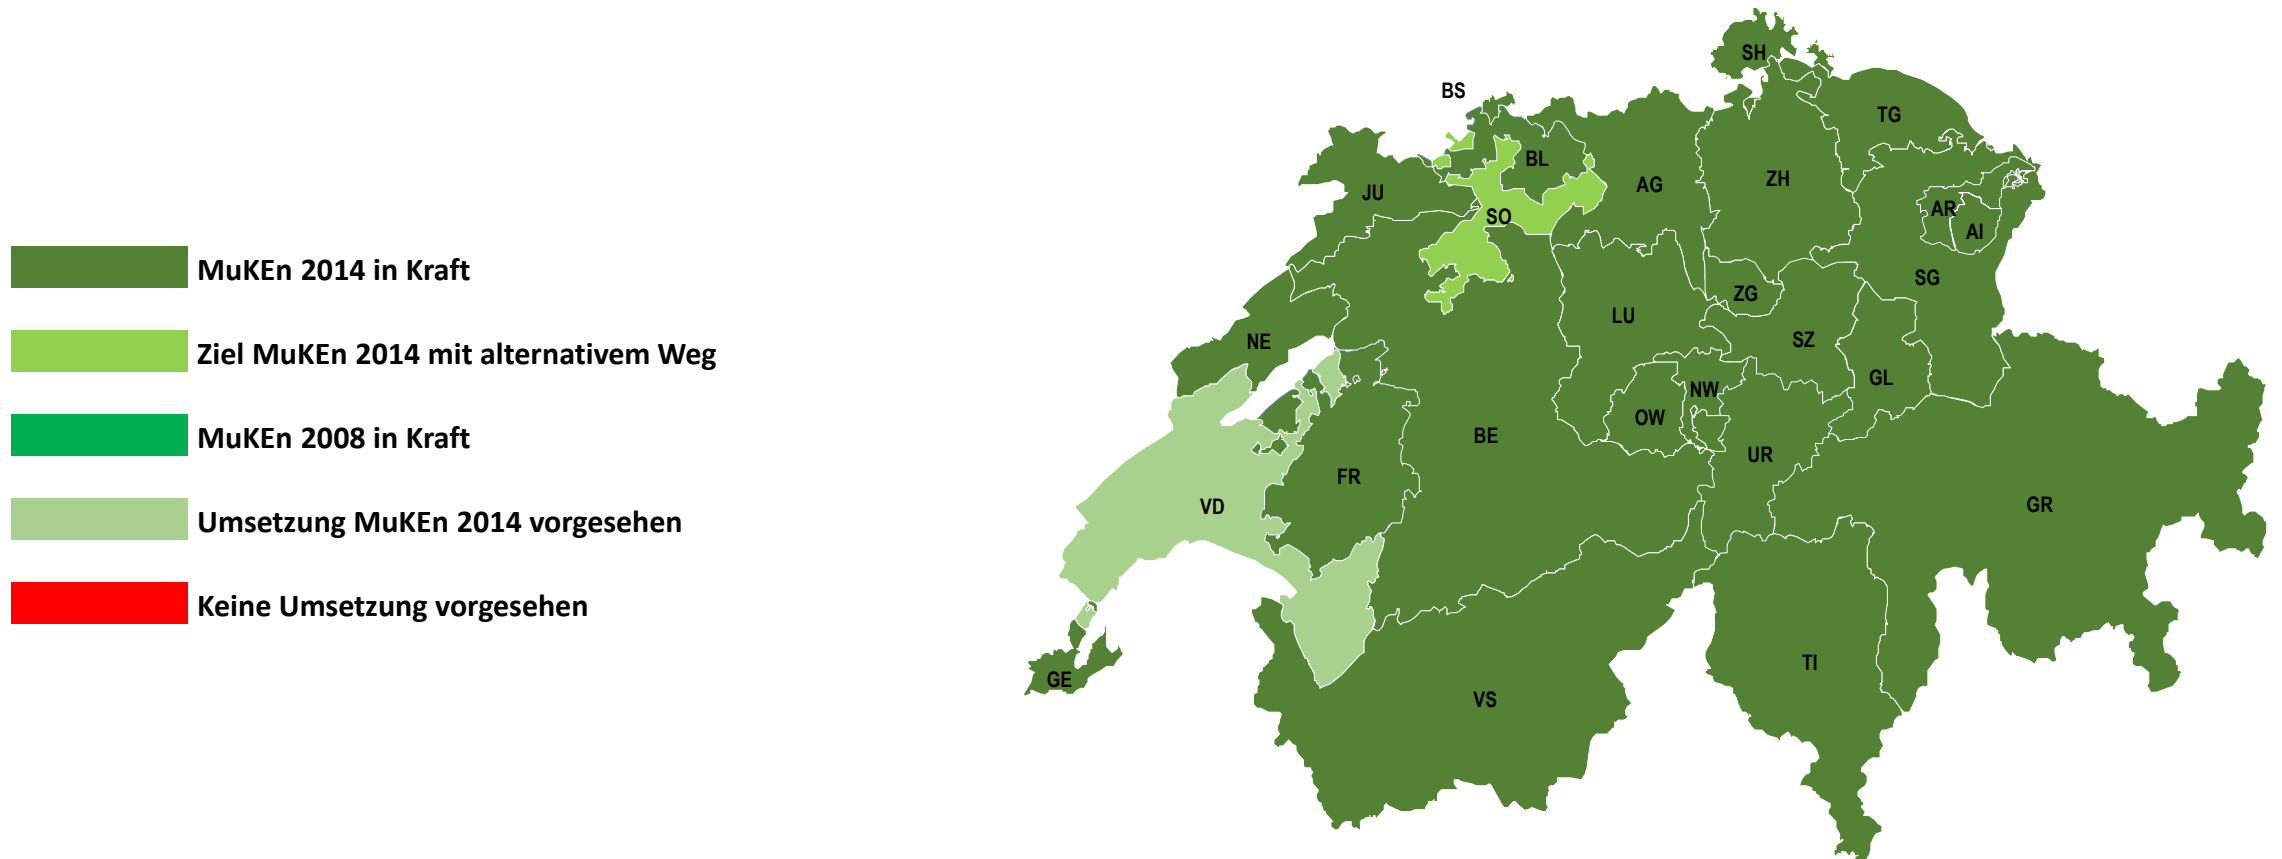 MuKEn 2014 in Kraft
Ziel MuKEn 2014 mit alternativem Weg
MuKEn 2008 in Kraft
Umsetzung MuKEn 2014 vorgesehen
Keine Umsetzung vorgesehen
SH
BS
TG
BL
ZH
AG
JU
AR
SO
AI
SG
ZG
LU
NE
SZ
GL
NW
OW
BE
UR
FR
GR
VD
TI
GE
VS